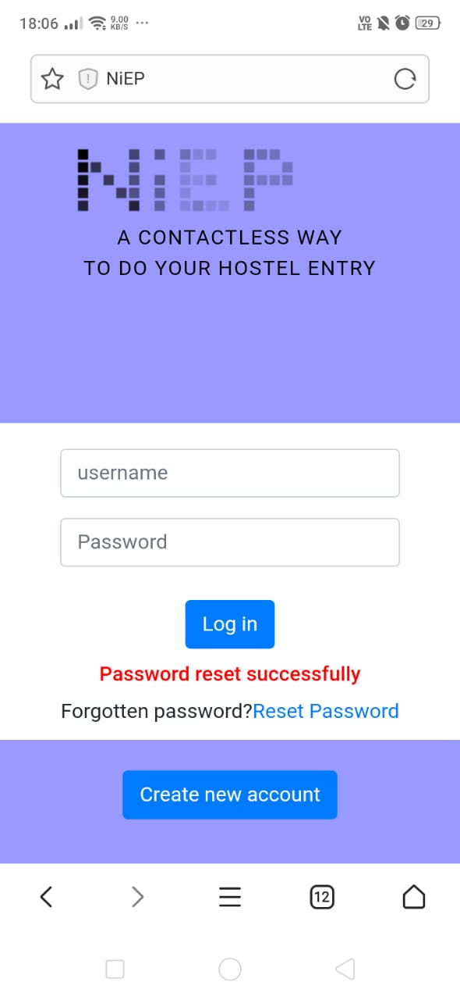 18:06 9.00 KB/S ... VO LTE 29
NiEP
NiEP
A CONTACTLESS WAY
TO DO YOUR HOSTEL ENTRY
username
Password
Log in
Password reset successfully
Forgotten password?Reset Password
Create new account
12